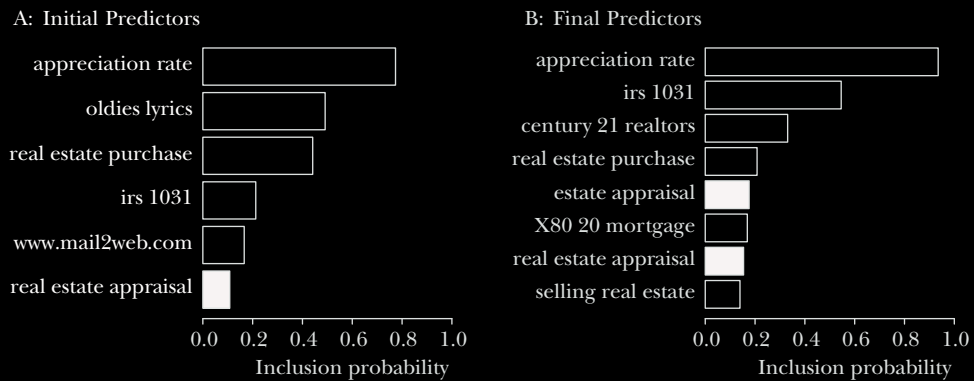 A: Initial Predictors
appreciation rate
oldies lyrics
real estate purchase
irs 1031
www.mail2web.com
real estate appraisal
0.0 0.2 0.4 0.6 0.8 1.0
Inclusion probability
B: Final Predictors
appreciation rate
irs 1031
century 21 realtors
real estate purchase
estate appraisal
X80 20 mortgage
real estate appraisal
selling real estate
0.0 0.2 0.4 0.6 0.8 1.0
Inclusion probability